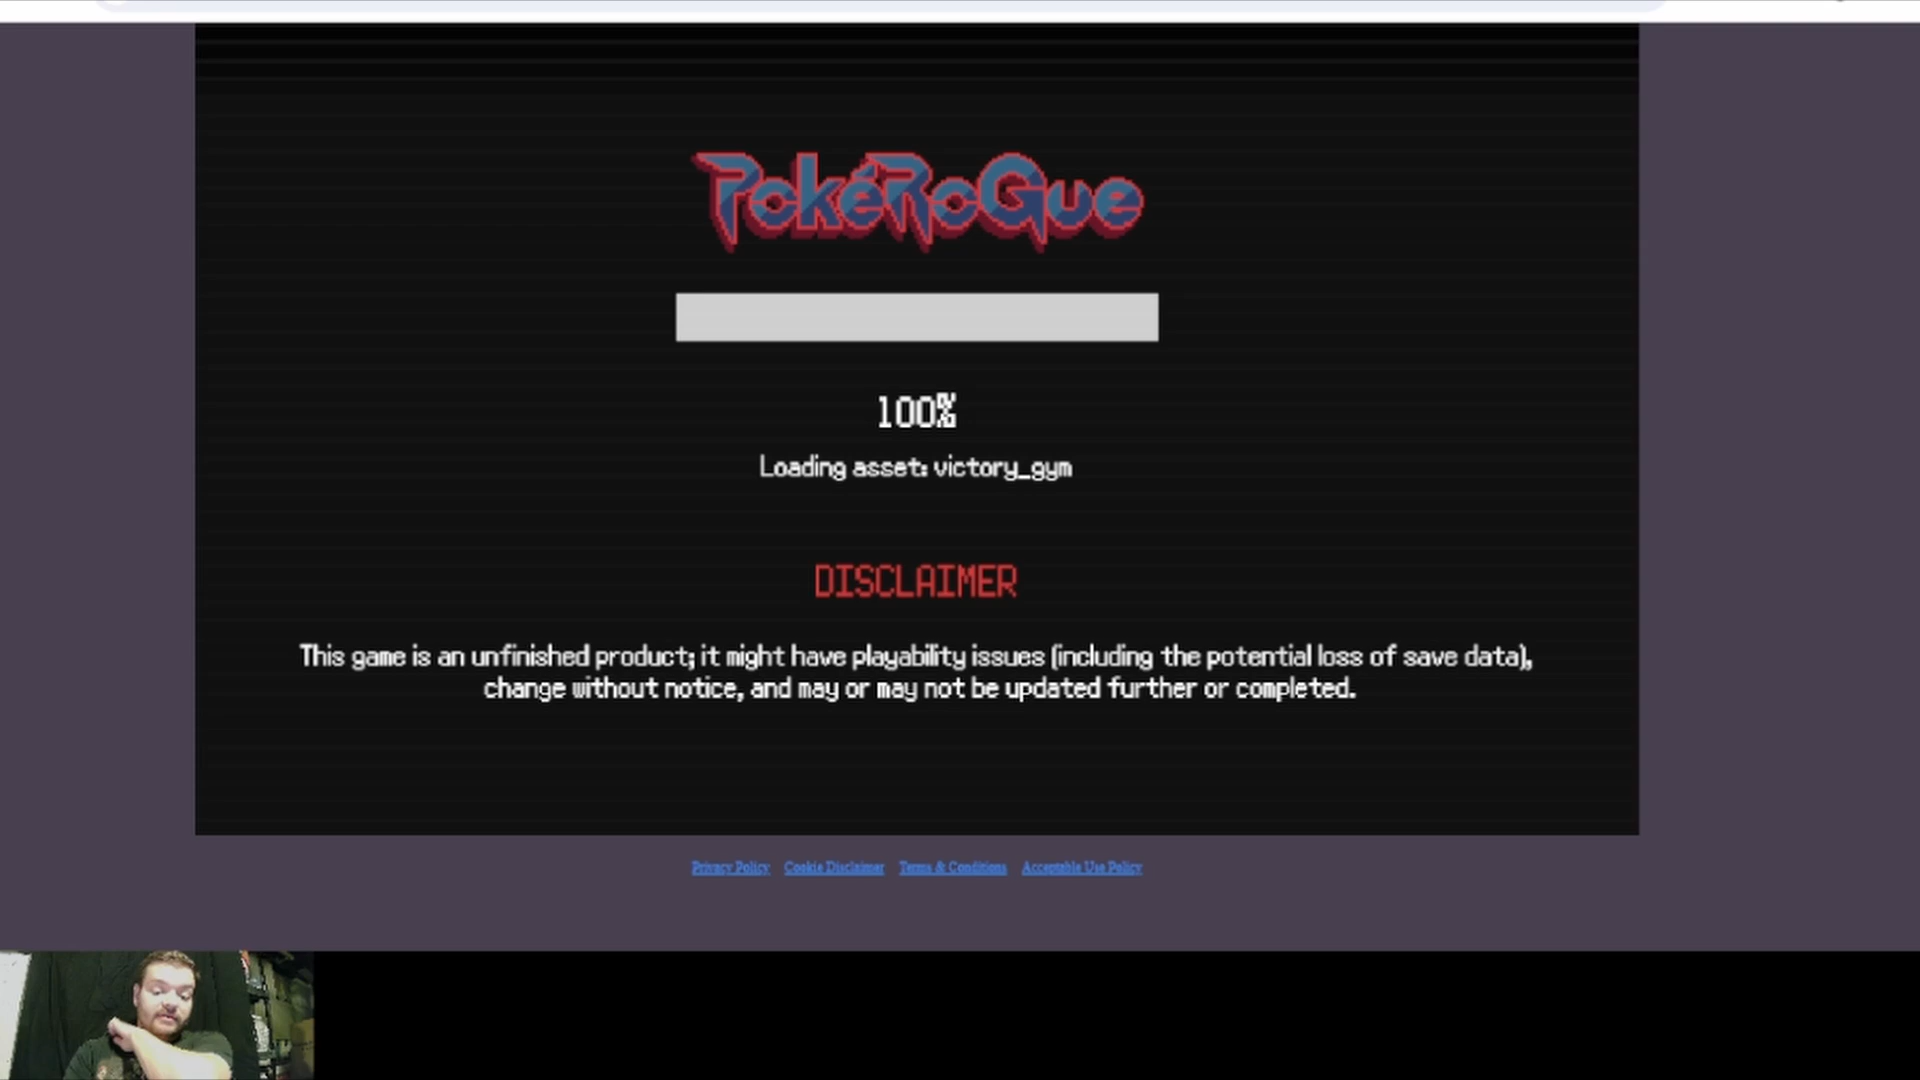 PokéRoGue
100%
Loading asset: victory_gym
DISCLAIMER
This game is an unfinished product; it might have playability issues (including the potential loss of save data),
change without notice, and may or may not be updated further or completed.
Privacy Policy Cookie Disclaimer Terms & Conditions Acceptable Use Policy